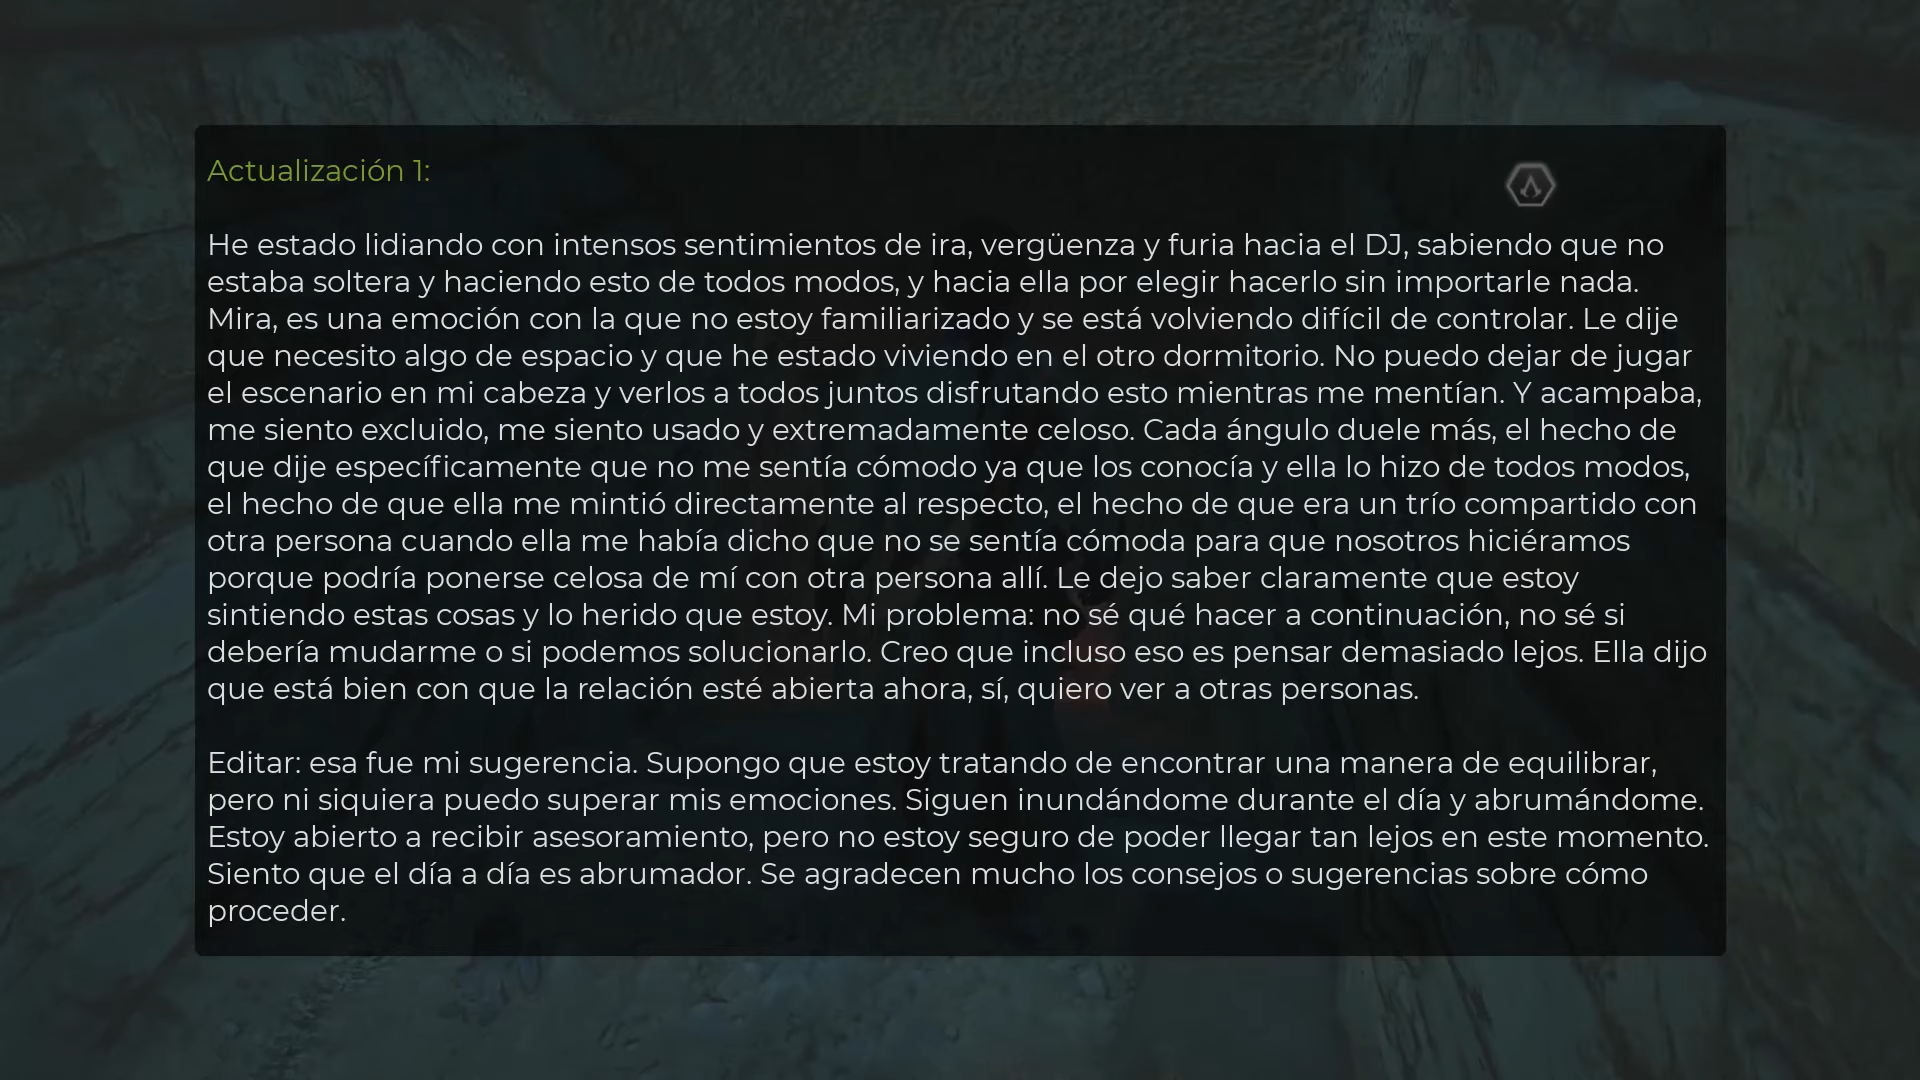 Actualización 1:
He estado lidiando con intensos sentimientos de ira, vergüenza y furia hacia el DJ, sabiendo que no
estaba soltera y haciendo esto de todos modos, y hacia ella por elegir hacerlo sin importarle nada.
Mira, es una emoción con la que no estoy familiarizado y se está volviendo difícil de controlar. Le dije
que necesito algo de espacio y que he estado viviendo en el otro dormitorio. No puedo dejar de jugar
el escenario en mi cabeza y verlos a todos juntos disfrutando esto mientras me mentían. Y acampaba,
me siento excluido, me siento usado y extremadamente celoso. Cada ángulo duele más, el hecho de
que dije específicamente que no me sentía cómodo ya que los conocía y ella lo hizo de todos modos,
el hecho de que ella me mintió directamente al respecto, el hecho de que era un trío compartido con
otra persona cuando ella me había dicho que no se sentía cómoda para que nosotros hiciéramos
porque podría ponerse celosa de mí con otra persona allí. Le dejo saber claramente que estoy
sintiendo estas cosas y lo herido que estoy. Mi problema: no sé qué hacer a continuación, no sé si
debería mudarme o si podemos solucionarlo. Creo que incluso eso es pensar demasiado lejos. Ella dijo
que está bien con que la relación esté abierta ahora, sí, quiero ver a otras personas.
Editar: esa fue mi sugerencia. Supongo que estoy tratando de encontrar una manera de equilibrar,
pero ni siquiera puedo superar mis emociones. Siguen inundándome durante el día y abrumándome.
Estoy abierto a recibir asesoramiento, pero no estoy seguro de poder llegar tan lejos en este momento.
Siento que el día a día es abrumador. Se agradecen mucho los consejos o sugerencias sobre cómo
proceder.